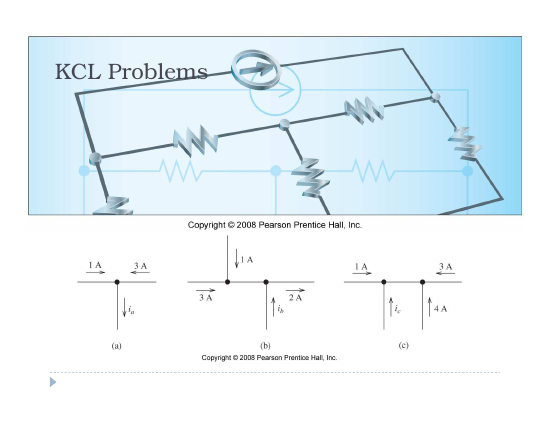 KCL Problems
Copyright © 2008 Pearson Prentice Hall, Inc.
1 A
1 A 3 A
3 A
i_a
i_b
2 A
1 A 3 A
i_c
4 A
(a) (b) (c)
Copyright © 2008 Pearson Prentice Hall, Inc.